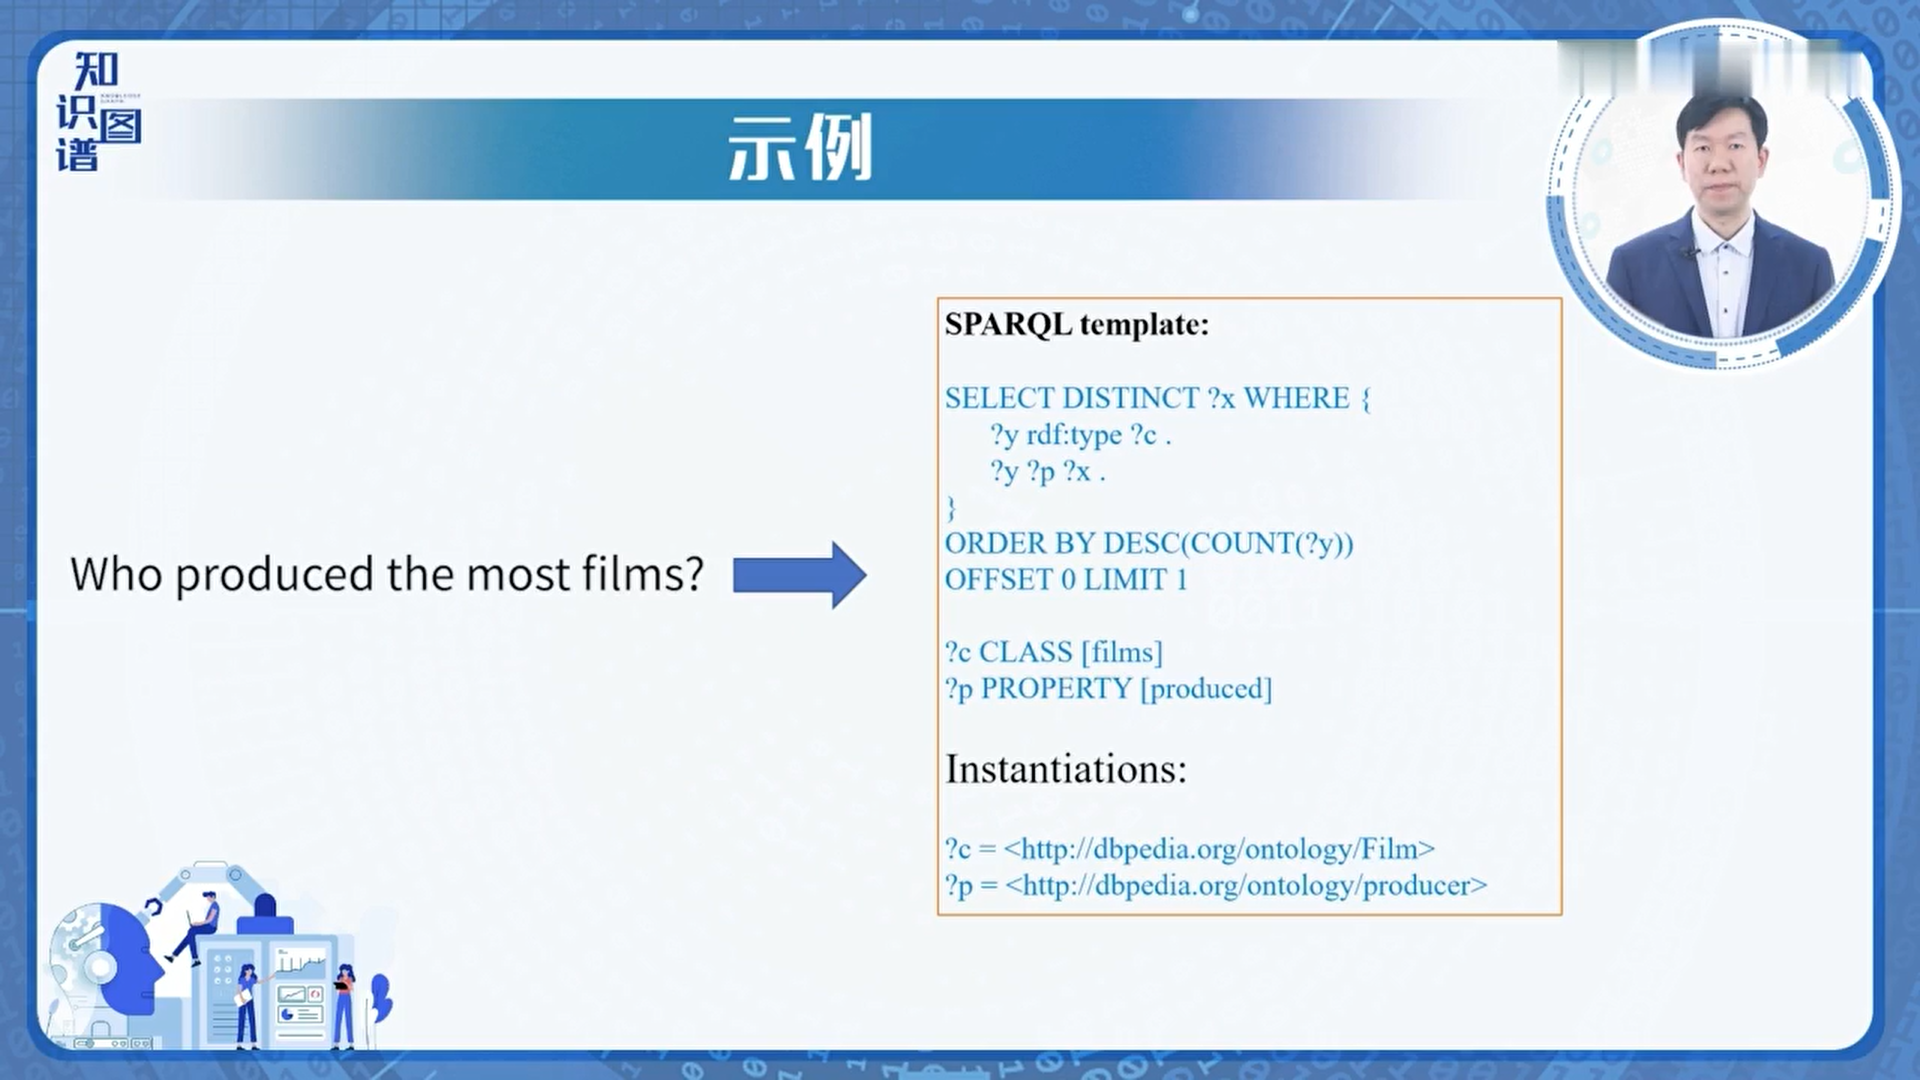 知识图谱
示例
Who produced the most films?
SPARQL template:
SELECT DISTINCT ?x WHERE {
?y rdf:type ?c .
?y ?p ?x .
}
ORDER BY DESC(COUNT(?y))
OFFSET 0 LIMIT 1
?c CLASS [films]
?p PROPERTY [produced]
Instantiations:
?c = <http://dbpedia.org/ontology/Film>
?p = <http://dbpedia.org/ontology/producer>